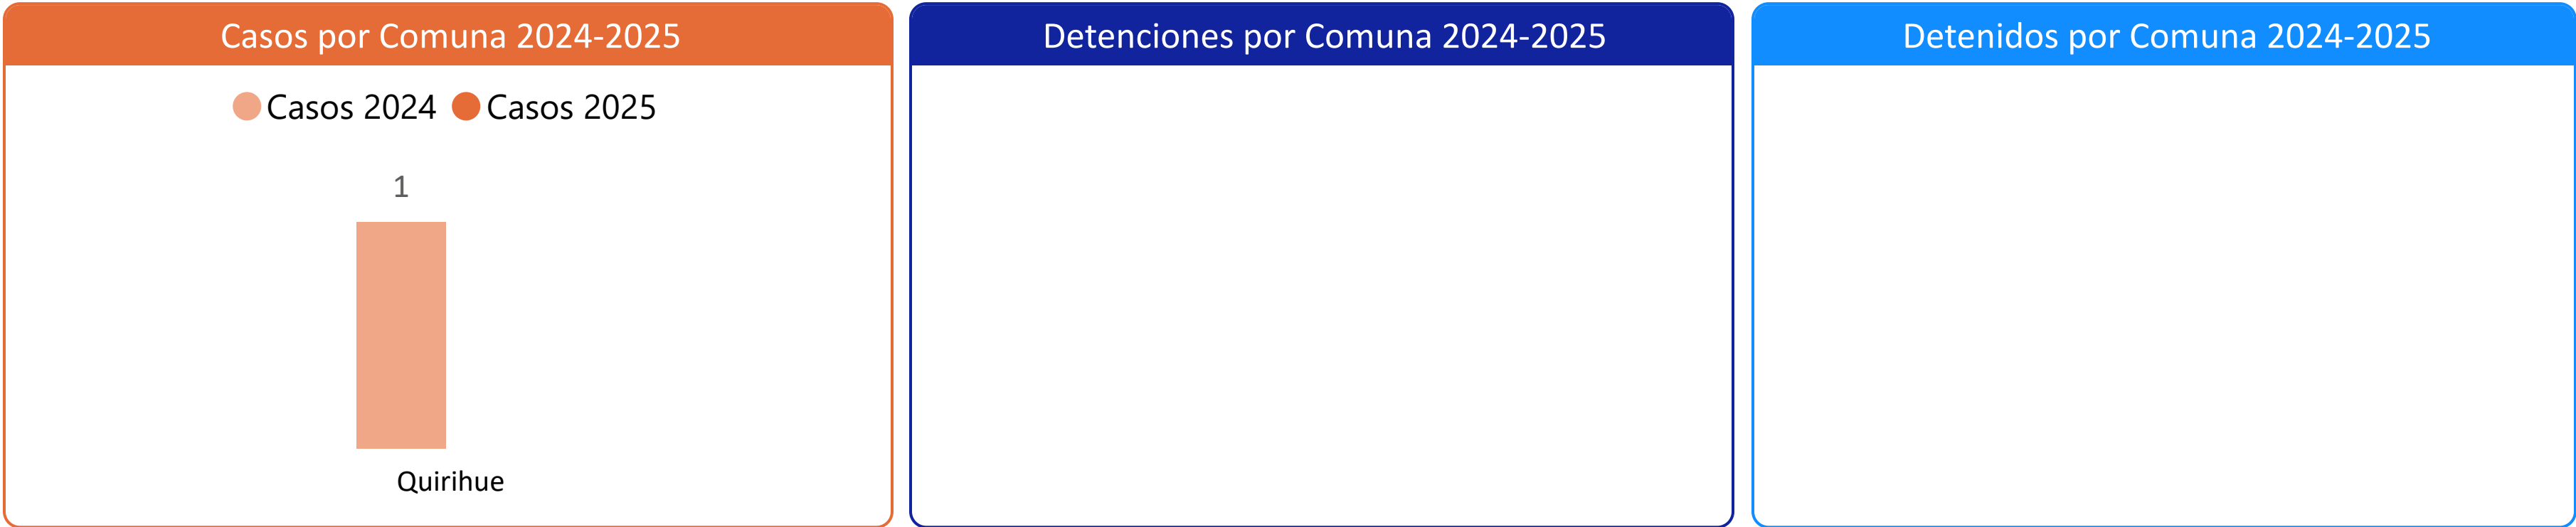 Casos por Comuna 2024-2025
Casos 2024 Casos 2025
1
Quirihue
Detenciones por Comuna 2024-2025
Detenidos por Comuna 2024-2025